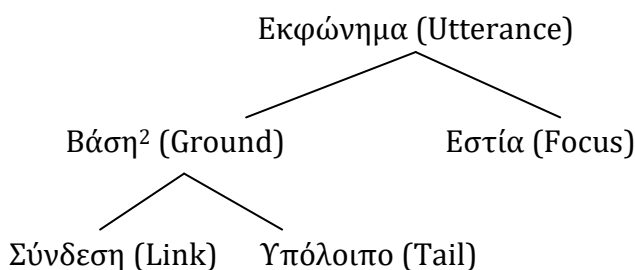 Εκφώνημα (Utterance)
Βάση² (Ground) Εστία (Focus)
Σύνδεση (Link) Υπόλοιπο (Tail)